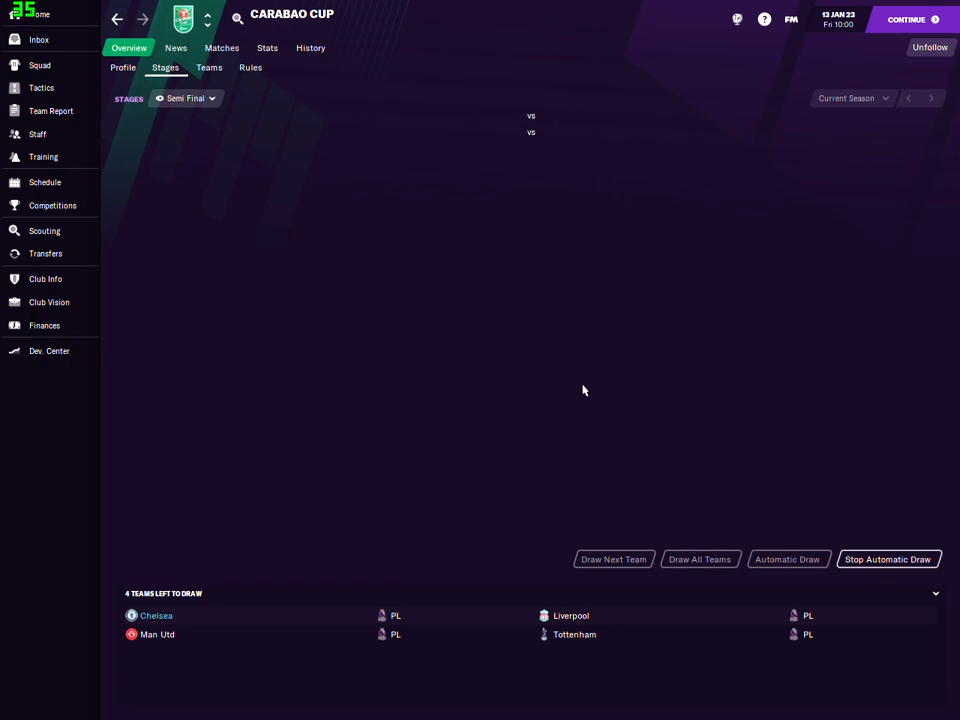 35
ome
CARABAO CUP
FM
13 JAN 23
Fri 10:00
CONTINUE
Inbox
Overview
News
Matches
Stats
History
Unfollow
Squad
Profile
Stages
Teams
Rules
Tactics
STAGES
Semi Final
Current Season
Team Report
vs
Staff
vs
Training
Schedule
Competitions
Scouting
Transfers
Club Info
Club Vision
Finances
Dev. Center
Draw Next Team
Draw All Teams
Automatic Draw
Stop Automatic Draw
4 TEAMS LEFT TO DRAW
Chelsea PL Liverpool PL
Man Utd PL Tottenham PL